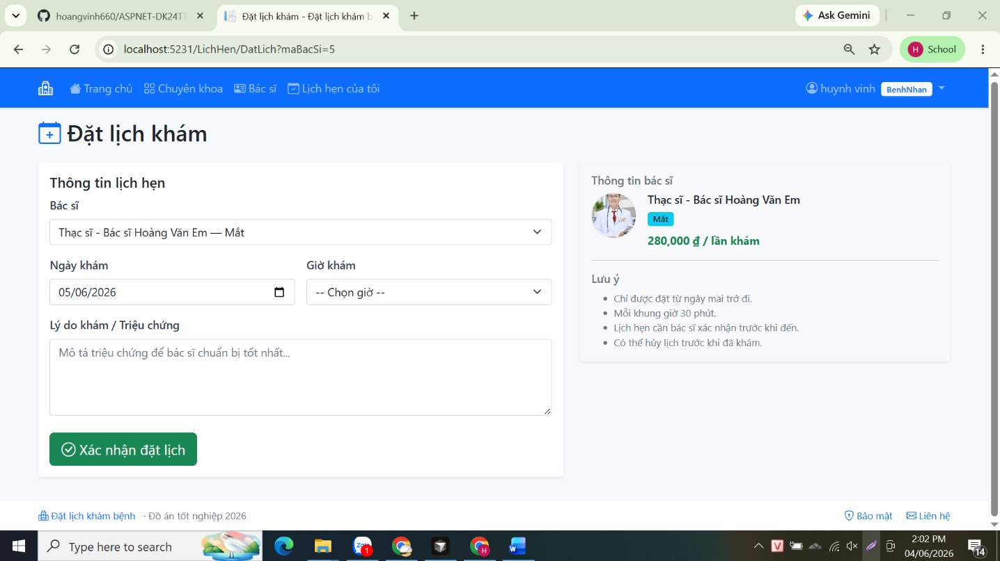 hoangvinh660/ASPNET-DK24TT
Đặt lịch khám - Đặt lịch khám b
Ask Gemini
localhost:5231/LichHen/DatLich?maBacSi=5
H School
Trang chủ
Chuyên khoa
Bác sĩ
Lịch hẹn của tôi
huynh vinh BenhNhan
Đặt lịch khám
Thông tin lịch hẹn
Bác sĩ
Thạc sĩ - Bác sĩ Hoàng Văn Em — Mắt
Ngày khám
Giờ khám
05/06/2026
-- Chọn giờ --
Lý do khám / Triệu chứng
Mô tả triệu chứng để bác sĩ chuẩn bị tốt nhất...
Xác nhận đặt lịch
Thông tin bác sĩ
Thạc sĩ - Bác sĩ Hoàng Văn Em
Mắt
280,000 ₫ / lần khám
Lưu ý
Chỉ được đặt từ ngày mai trở đi.
Mỗi khung giờ 30 phút.
Lịch hẹn cần bác sĩ xác nhận trước khi đến.
Có thể hủy lịch trước khi đã khám.
Đặt lịch khám bệnh · Đồ án tốt nghiệp 2026
Bảo mật
Liên hệ
Type here to search
Zalo
1
H
W
V
2:02 PM
04/06/2026
14